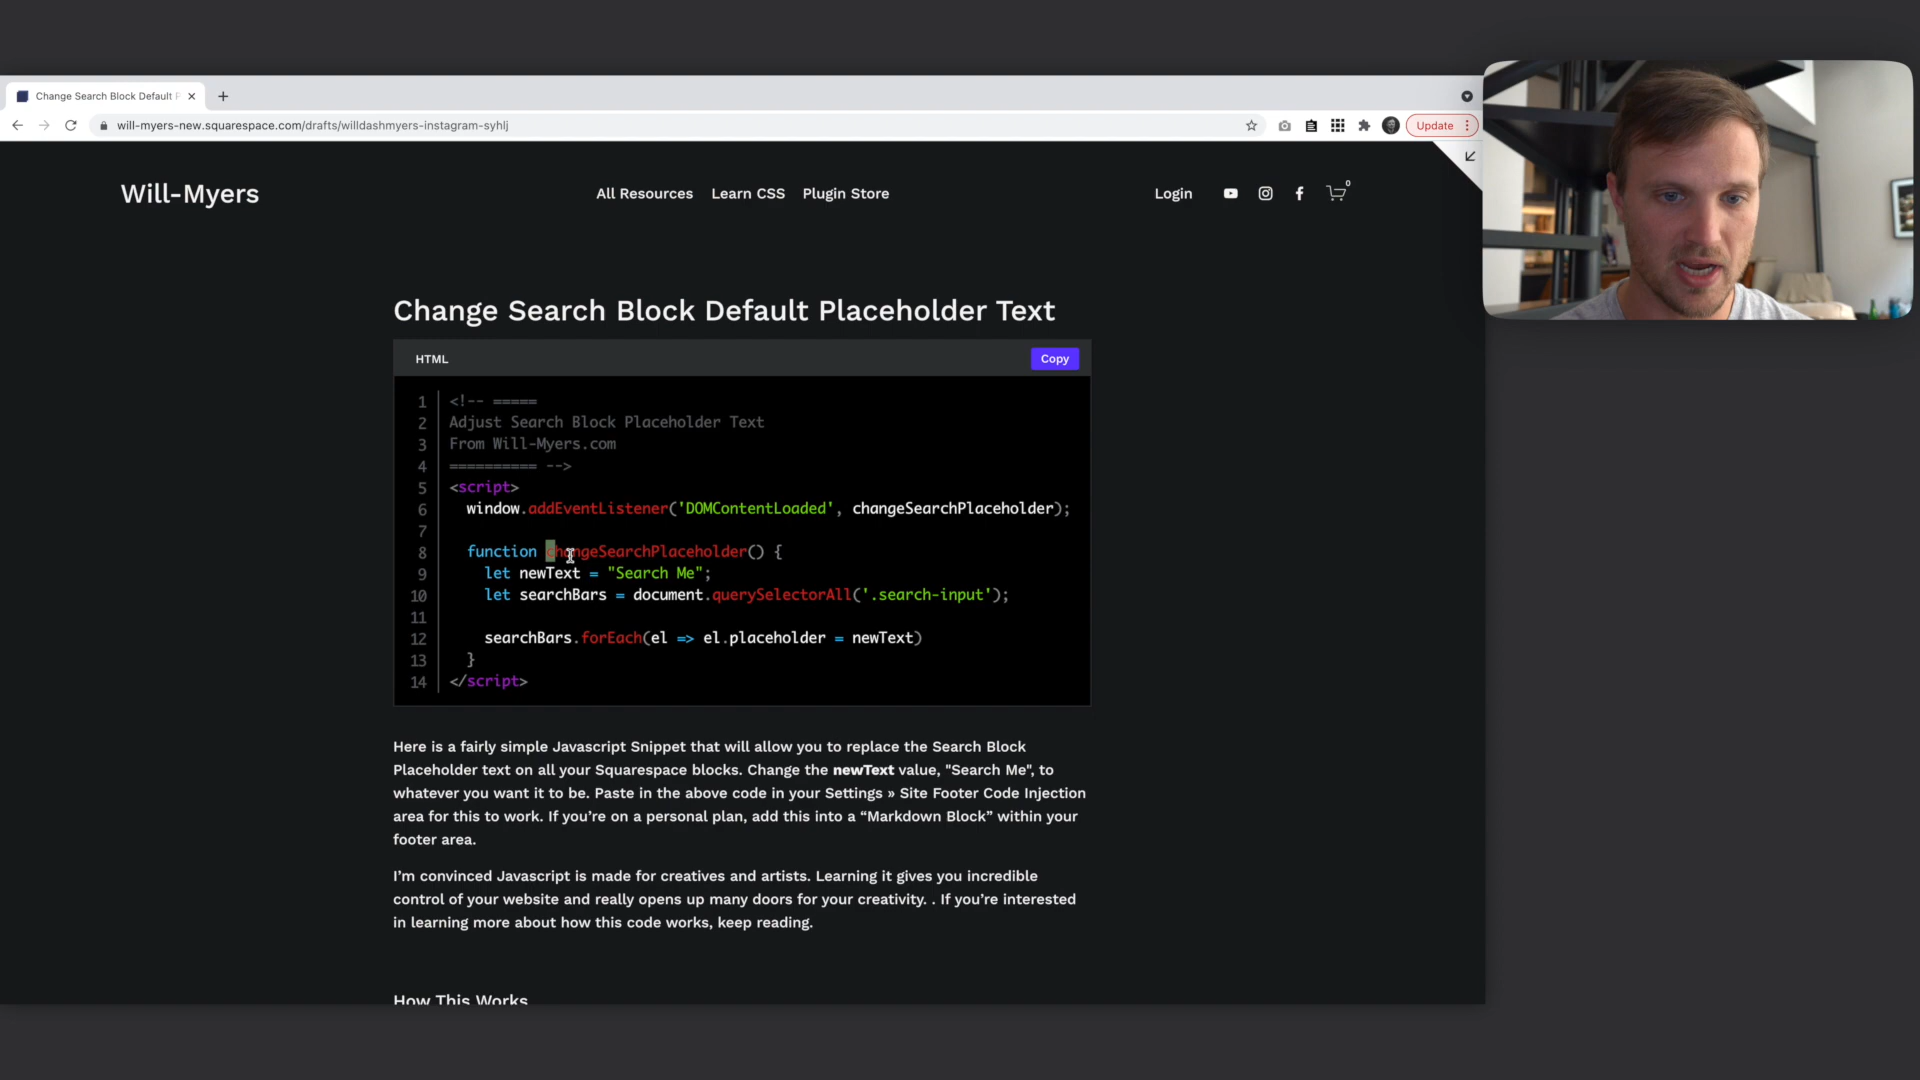 Change Search Block Default P
will-myers-new.squarespace.com/drafts/willdashmyers-instagram-syhlj
Update
Will-Myers
All Resources
Learn CSS
Plugin Store
Login
0
Change Search Block Default Placeholder Text
HTML
Copy
1 <!-- =====
2 Adjust Search Block Placeholder Text
3 From Will-Myers.com
4 ========== -->
5 <script>
6 window.addEventListener('DOMContentLoaded', changeSearchPlaceholder);
7
8 function changeSearchPlaceholder() {
9 let newText = "Search Me";
10 let searchBars = document.querySelectorAll('.search-input');
11
12 searchBars.forEach(el => el.placeholder = newText)
13 }
14 </script>
Here is a fairly simple Javascript Snippet that will allow you to replace the Search Block
Placeholder text on all your Squarespace blocks. Change the newText value, "Search Me", to
whatever you want it to be. Paste in the above code in your Settings » Site Footer Code Injection
area for this to work. If you’re on a personal plan, add this into a “Markdown Block” within your
footer area.
I’m convinced Javascript is made for creatives and artists. Learning it gives you incredible
control of your website and really opens up many doors for your creativity. . If you’re interested
in learning more about how this code works, keep reading.
How This Works